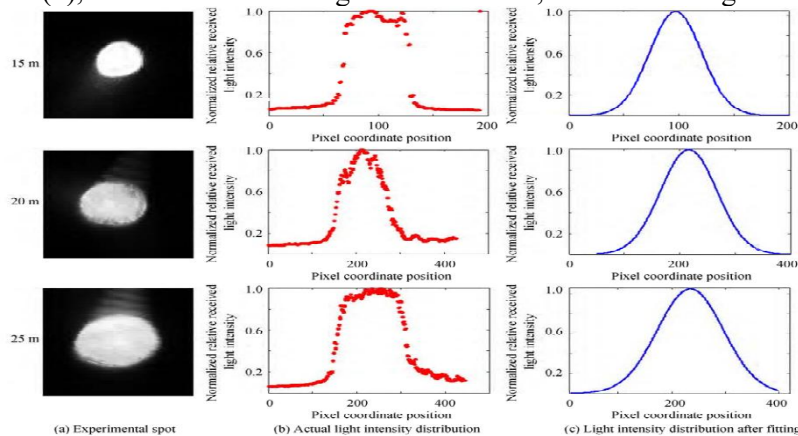 15 m
Normalized relative received
light intensity
1.0
0.6
0.2
0
100
200
Pixel coordinate position
Normalized relative received
light intensity
1.0
0.6
0.2
0
100
200
Pixel coordinate position
20 m
Normalized relative received
light intensity
1.0
0.6
0.2
0
200
400
Pixel coordinate position
Normalized relative received
light intensity
1.0
0.6
0.2
0
200
400
Pixel coordinate position
25 m
Normalized relative received
light intensity
1.0
0.6
0.2
0
200
400
Pixel coordinate position
Normalized relative received
light intensity
1.0
0.6
0.2
0
200
400
Pixel coordinate position
(a) Experimental spot
(b) Actual light intensity distribution
(c) Light intensity distribution after fitting